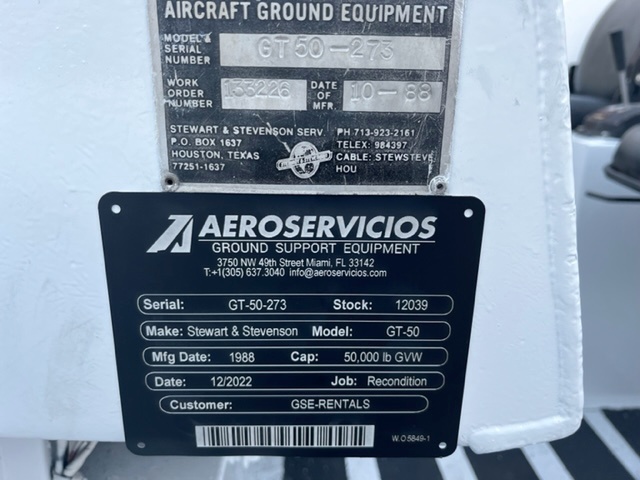 AIRCRAFT GROUND EQUIPMENT
MODEL & SERIAL NUMBER GT50-273
WORK ORDER NUMBER 133226 DATE OF MFR. 10-88
STEWART & STEVENSON SERV. PH 713-923-2161
P.O. BOX 1637 TELEX: 984397
HOUSTON, TEXAS CABLE: STEWSTEVE
77251-1637 HOU
AEROSERVICIOS
GROUND SUPPORT EQUIPMENT
3750 NW 49th Street Miami, FL 33142
T:+1(305) 637.3040 info@aeroservicios.com
Serial: GT-50-273 Stock: 12039
Make: Stewart & Stevenson Model: GT-50
Mfg Date: 1988 Cap: 50,000 lb GVW
Date: 12/2022 Job: Recondition
Customer: GSE-RENTALS
W.O 5849-1